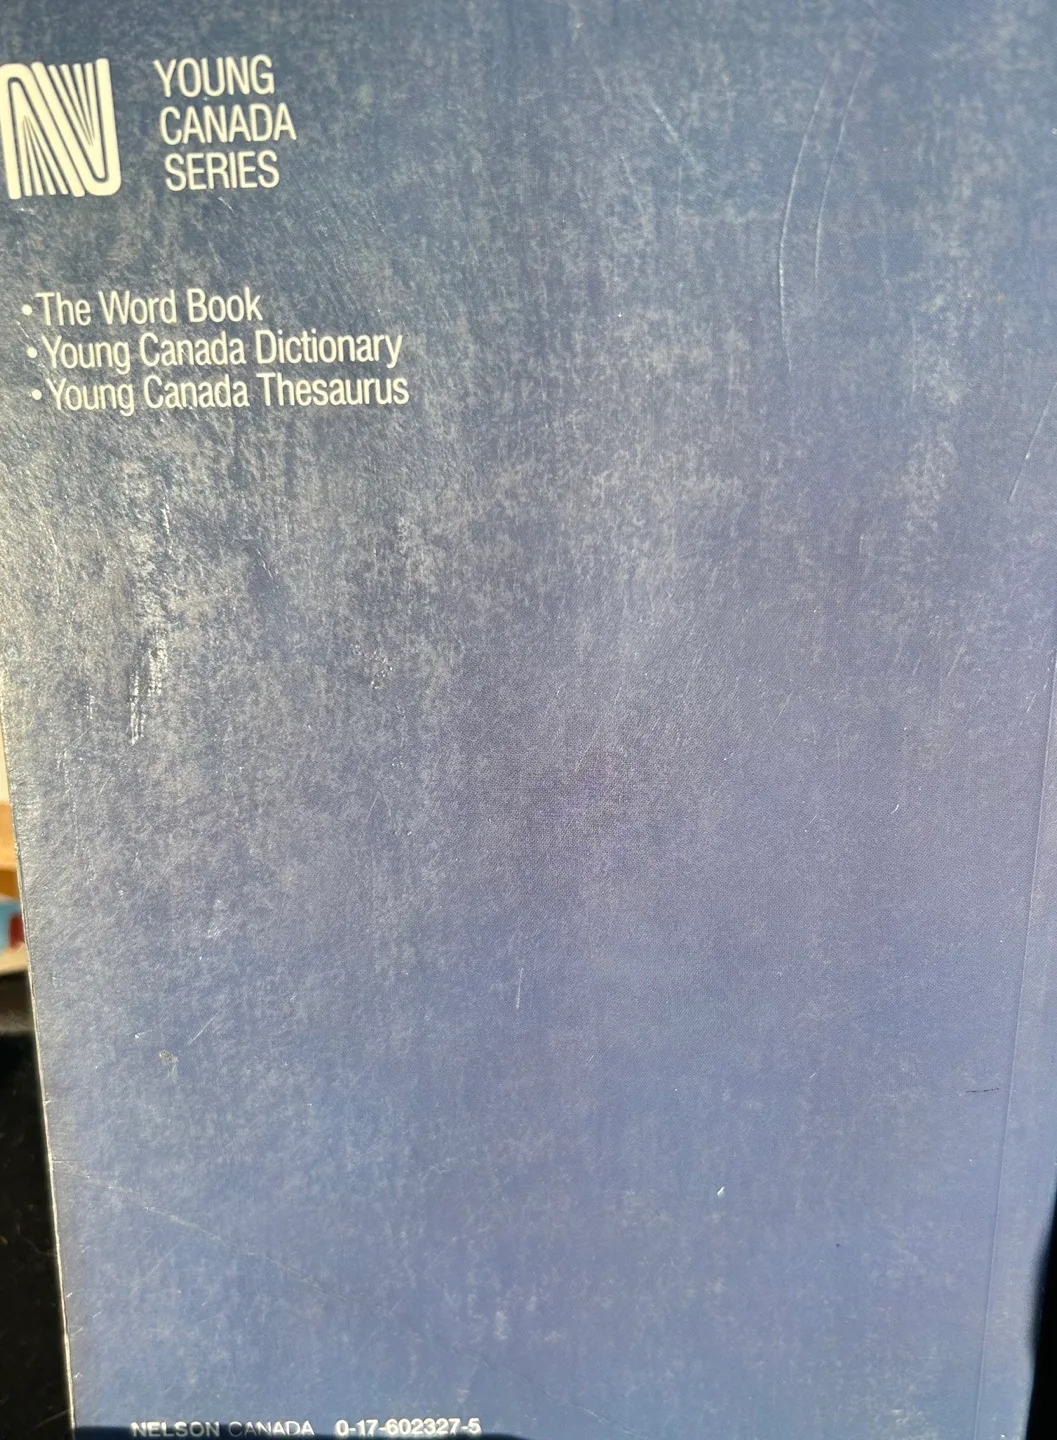 YOUNG
CANADA
SERIES
•The Word Book
•Young Canada Dictionary
•Young Canada Thesaurus
NELSON CANADA 0-17-602327-5